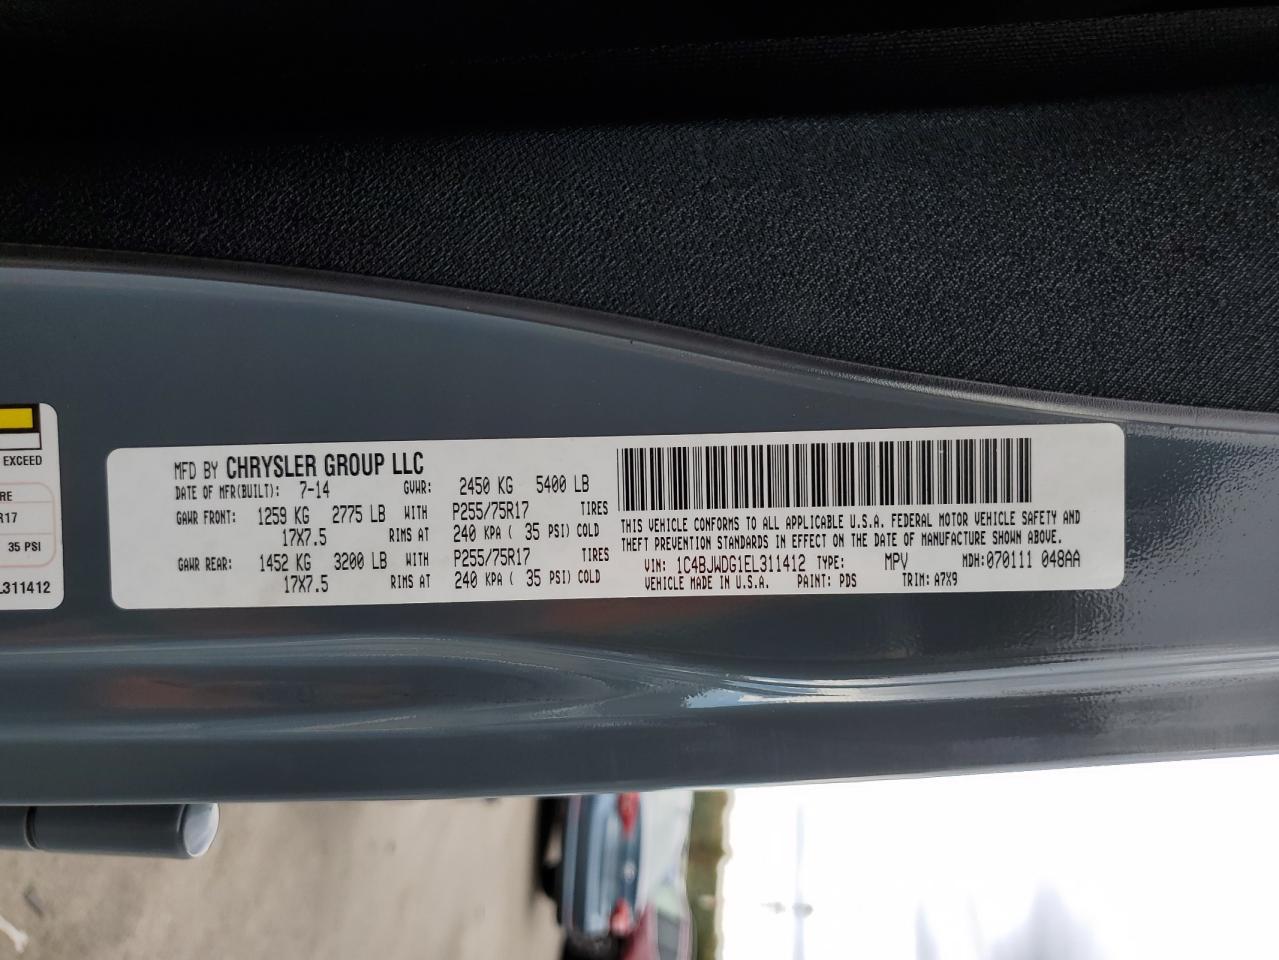 EXCEED
RE
R17
35 PSI
L311412
MFD BY CHRYSLER GROUP LLC
DATE OF MFR(BUILT): 7-14 GVWR: 2450 KG 5400 LB
GAWR FRONT: 1259 KG 2775 LB WITH P255/75R17 TIRES
17X7.5 RIMS AT 240 KPA ( 35 PSI) COLD
GAWR REAR: 1452 KG 3200 LB WITH P255/75R17 TIRES
17X7.5 RIMS AT 240 KPA ( 35 PSI) COLD
THIS VEHICLE CONFORMS TO ALL APPLICABLE U.S.A. FEDERAL MOTOR VEHICLE SAFETY AND
THEFT PREVENTION STANDARDS IN EFFECT ON THE DATE OF MANUFACTURE SHOWN ABOVE.
VIN: 1C4BJWDG1EL311412 TYPE: MPV MDH:070111 048AA
VEHICLE MADE IN U.S.A. PAINT: PDS TRIM: A7X9